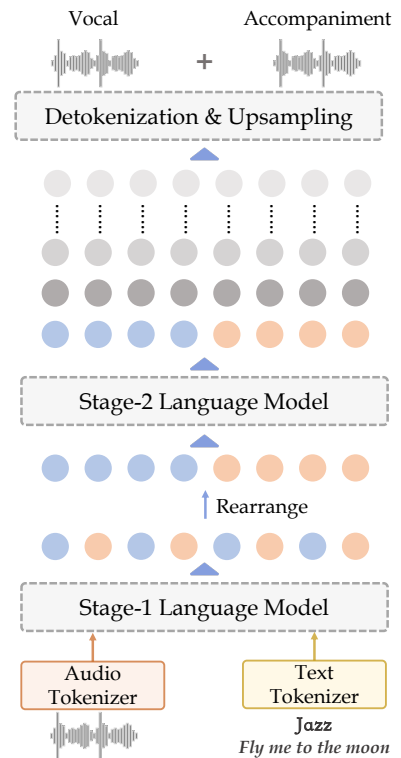 Vocal
Accompaniment
+
Detokenization & Upsampling
Stage-2 Language Model
Rearrange
Stage-1 Language Model
Audio
Tokenizer
Text
Tokenizer
Jazz
Fly me to the moon